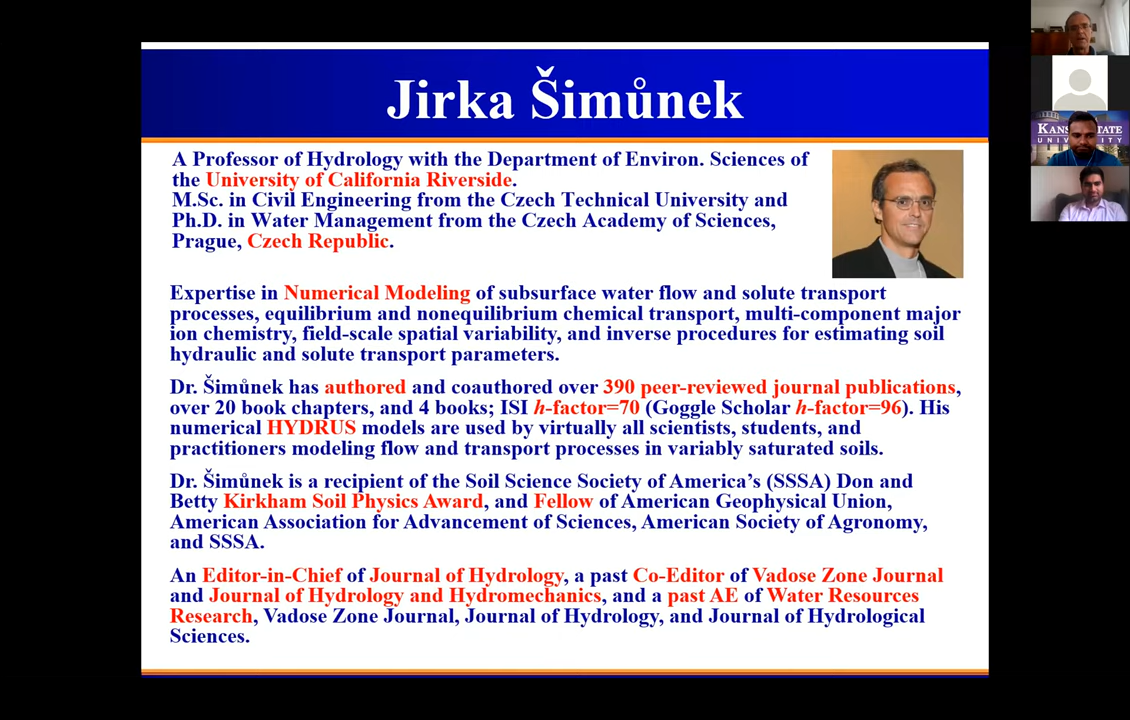 Jirka Šimůnek
A Professor of Hydrology with the Department of Environ. Sciences of
the University of California Riverside.
M.Sc. in Civil Engineering from the Czech Technical University and
Ph.D. in Water Management from the Czech Academy of Sciences,
Prague, Czech Republic.
Expertise in Numerical Modeling of subsurface water flow and solute transport
processes, equilibrium and nonequilibrium chemical transport, multi-component major
ion chemistry, field-scale spatial variability, and inverse procedures for estimating soil
hydraulic and solute transport parameters.
Dr. Šimůnek has authored and coauthored over 390 peer-reviewed journal publications,
over 20 book chapters, and 4 books; ISI h-factor=70 (Goggle Scholar h-factor=96). His
numerical HYDRUS models are used by virtually all scientists, students, and
practitioners modeling flow and transport processes in variably saturated soils.
Dr. Šimůnek is a recipient of the Soil Science Society of America’s (SSSA) Don and
Betty Kirkham Soil Physics Award, and Fellow of American Geophysical Union,
American Association for Advancement of Sciences, American Society of Agronomy,
and SSSA.
An Editor-in-Chief of Journal of Hydrology, a past Co-Editor of Vadose Zone Journal
and Journal of Hydrology and Hydromechanics, and a past AE of Water Resources
Research, Vadose Zone Journal, Journal of Hydrology, and Journal of Hydrological
Sciences.